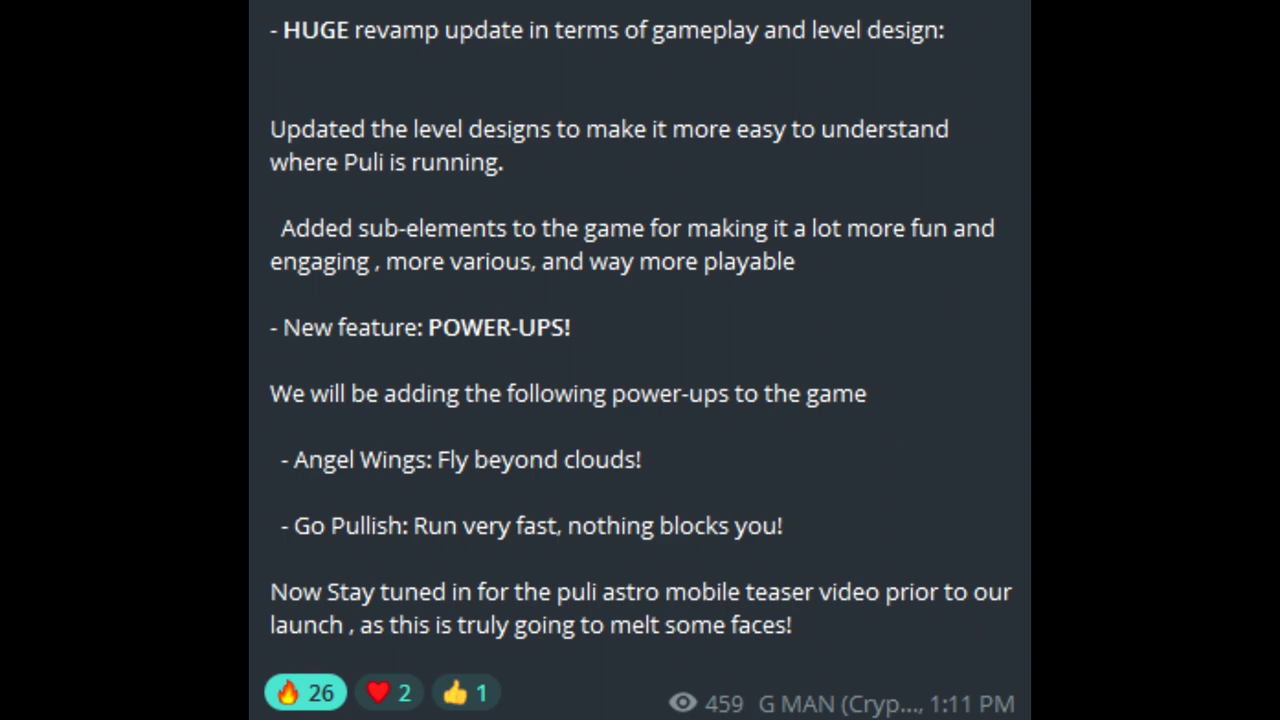 - HUGE revamp update in terms of gameplay and level design:
Updated the level designs to make it more easy to understand
where Puli is running.
Added sub-elements to the game for making it a lot more fun and
engaging , more various, and way more playable
- New feature: POWER-UPS!
We will be adding the following power-ups to the game
- Angel Wings: Fly beyond clouds!
- Go Pullish: Run very fast, nothing blocks you!
Now Stay tuned in for the puli astro mobile teaser video prior to our
launch , as this is truly going to melt some faces!
🔥 26 ❤️ 2 👍 1 459 G MAN (Cryp..., 1:11 PM